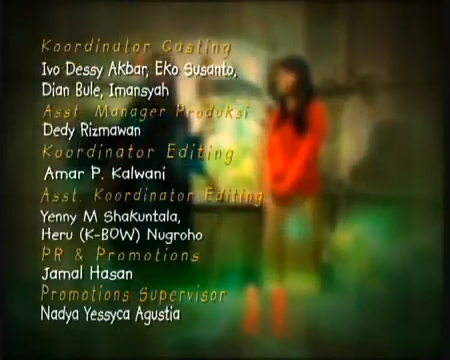 Koordinator Casting
Ivo Dessy Akbar, Eko Susanto,
Dian Bule, Imansyah
Asst. Manager Produksi
Dedy Rizmawan
Koordinator Editing
Amar P. Kalwani
Asst. Koordinator Editing
Yenny M Shakuntala,
Heru (K-BOW) Nugroho
PR & Promotions
Jamal Hasan
Promotions Supervisor
Nadya Yessyca Agustia